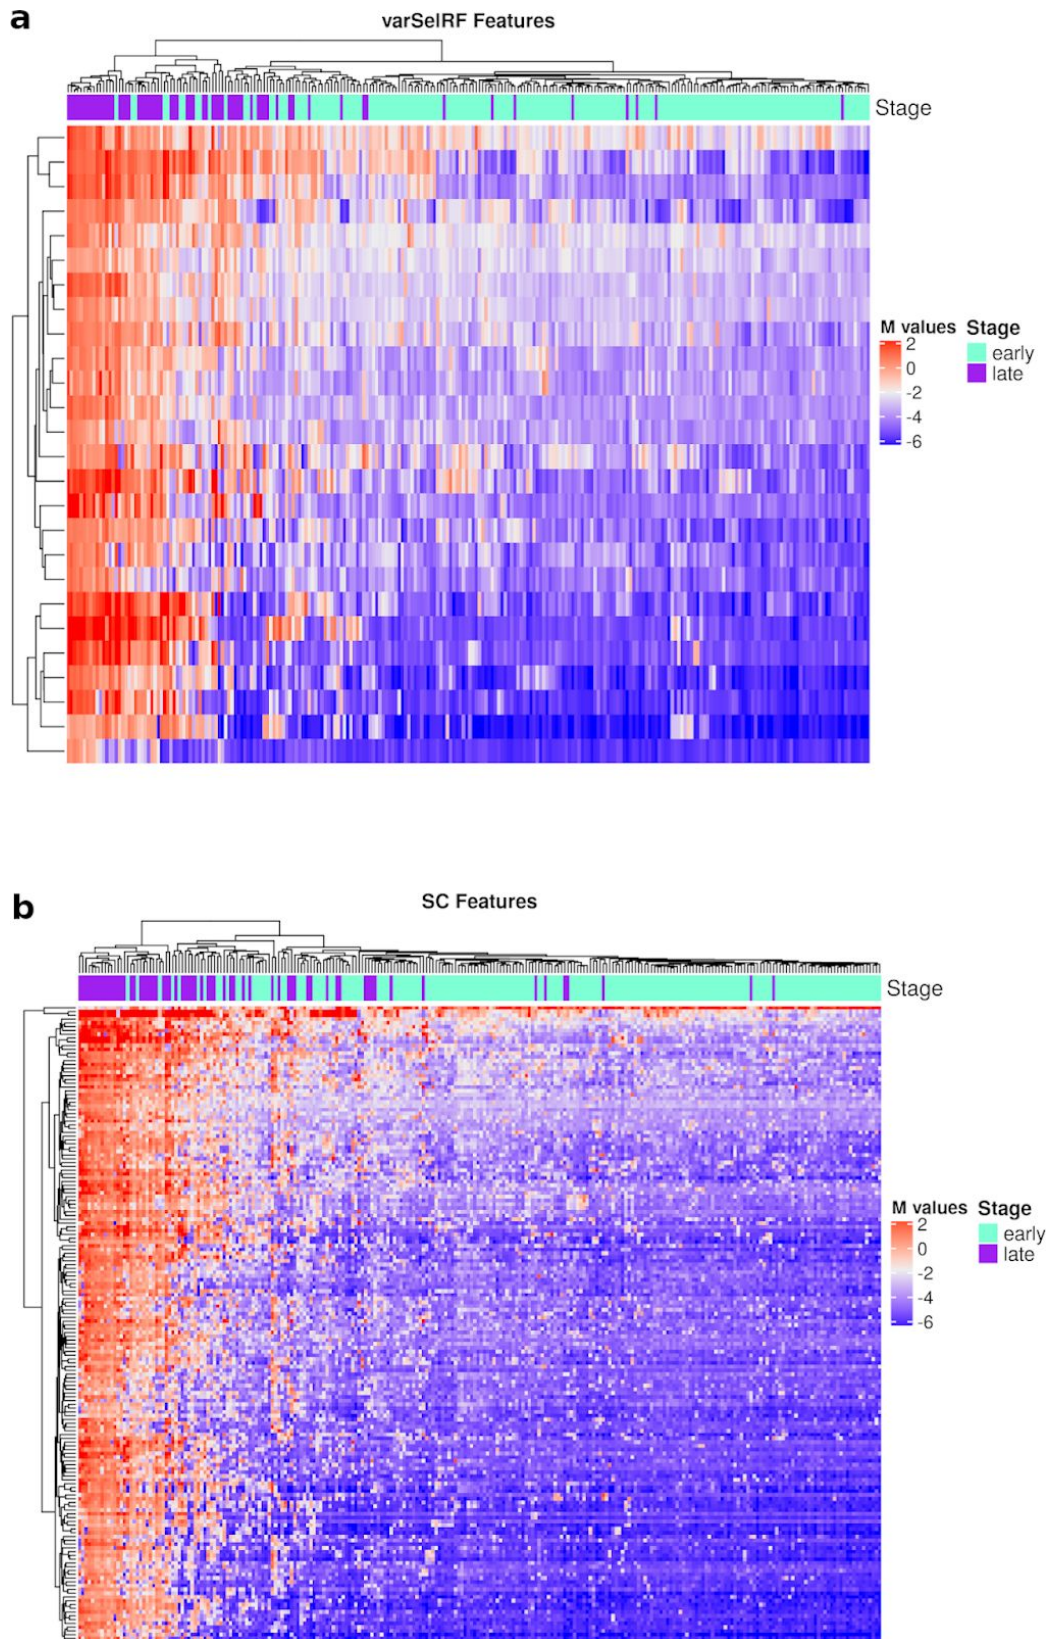 a
varSelRF Features
Stage
M values Stage
2
0
-2
-4
-6
early
late
b
SC Features
Stage
M values Stage
2
0
-2
-4
-6
early
late